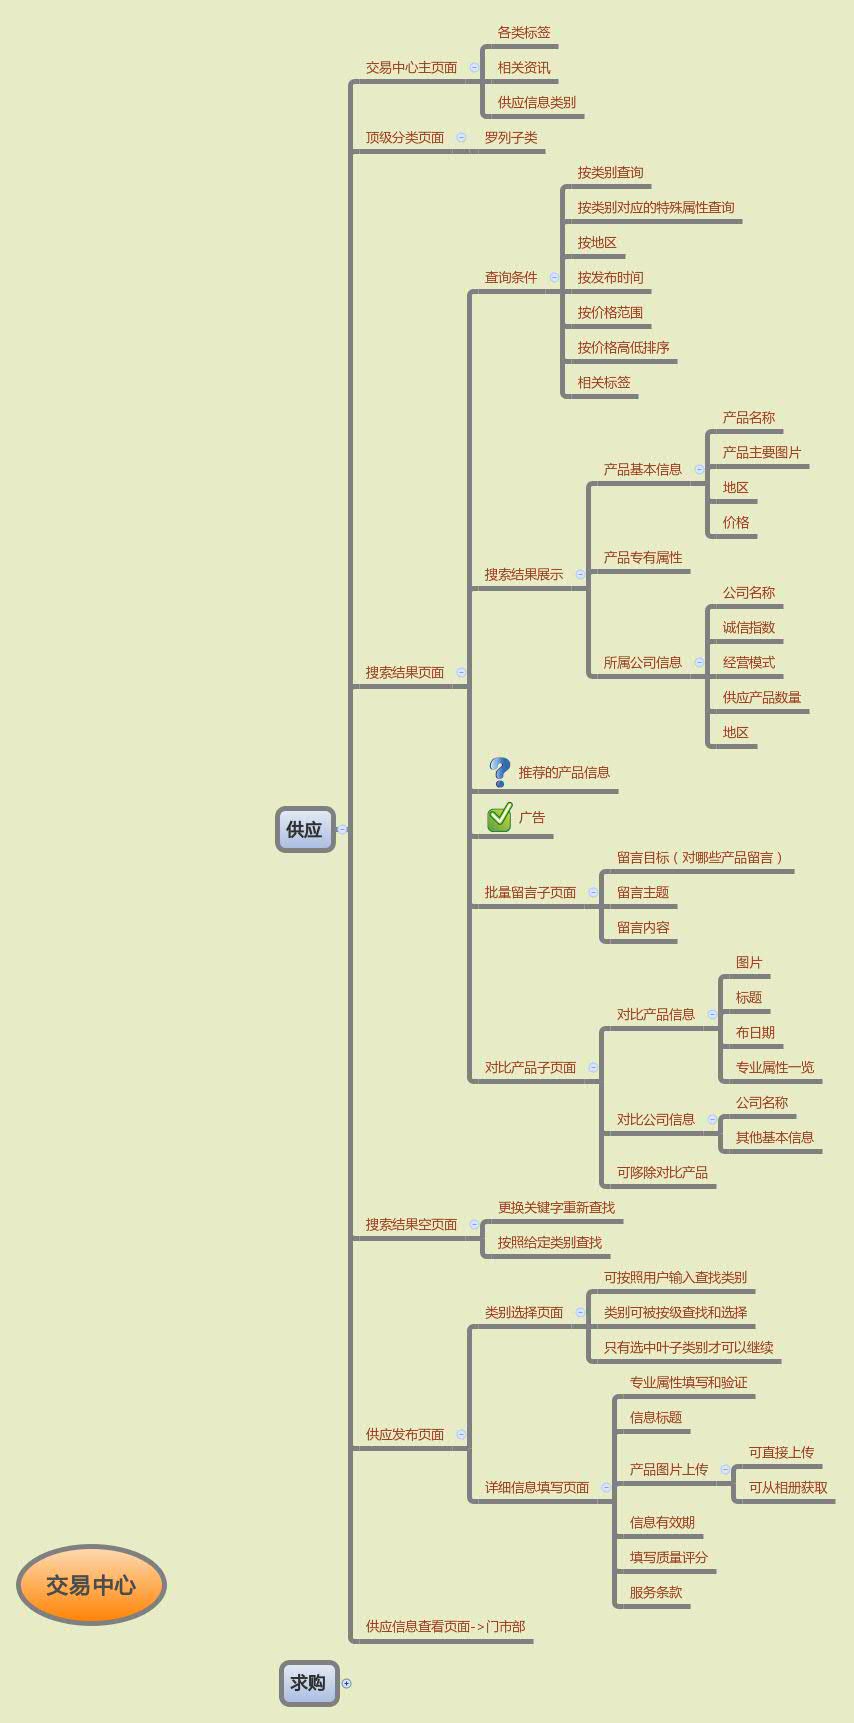 各类标签
交易中心主页面
相关资讯
供应信息类别
顶级分类页面
罗列子类
按类别查询
按类别对应的特殊属性查询
按地区
查询条件
按发布时间
按价格范围
按价格高低排序
相关标签
产品名称
产品主要图片
产品基本信息
地区
价格
产品专有属性
搜索结果展示
公司名称
诚信指数
所属公司信息
经营模式
供应产品数量
地区
搜索结果页面
推荐的产品信息
广告
供应
留言目标（对哪些产品留言）
批量留言子页面
留言主题
留言内容
图片
标题
对比产品信息
布日期
专业属性一览
对比产品子页面
公司名称
对比公司信息
其他基本信息
可移除对比产品
更换关键字重新查找
搜索结果空页面
按照给定类别查找
可按照用户输入查找类别
类别选择页面
类别可被按级查找和选择
只有选中叶子类别才可以继续
专业属性填写和验证
信息标题
供应发布页面
可直接上传
产品图片上传
可从相册获取
详细信息填写页面
信息有效期
填写质量评分
服务条款
交易中心
供应信息查看页面->门市部
求购